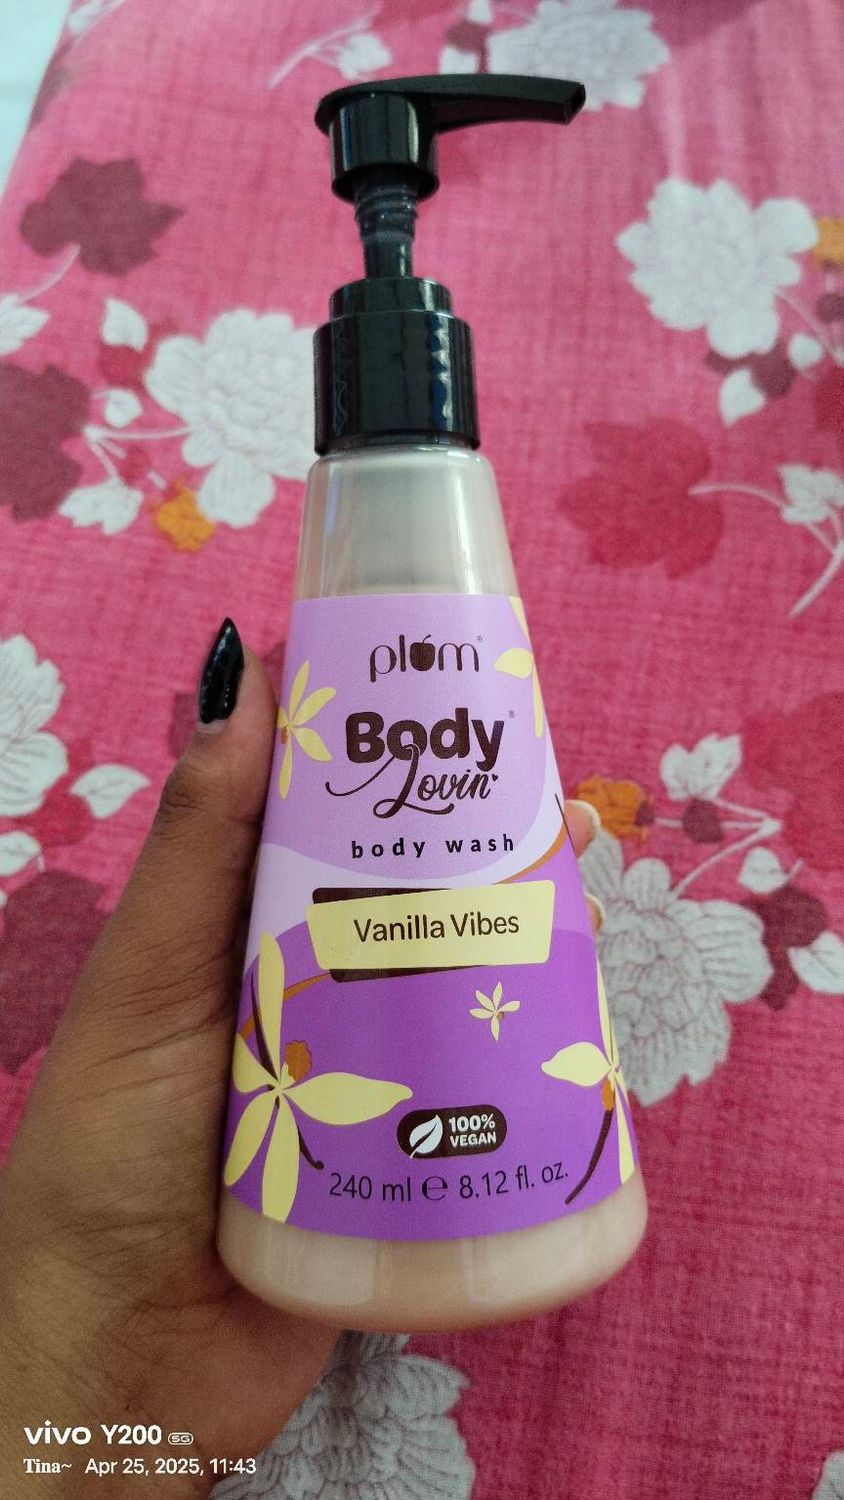 plum®
Body®
Lovin'
body wash
Vanilla Vibes
100%
VEGAN
240 ml ℮ 8.12 fl. oz.
vivo Y200 5G
Tina~ Apr 25, 2025, 11:43